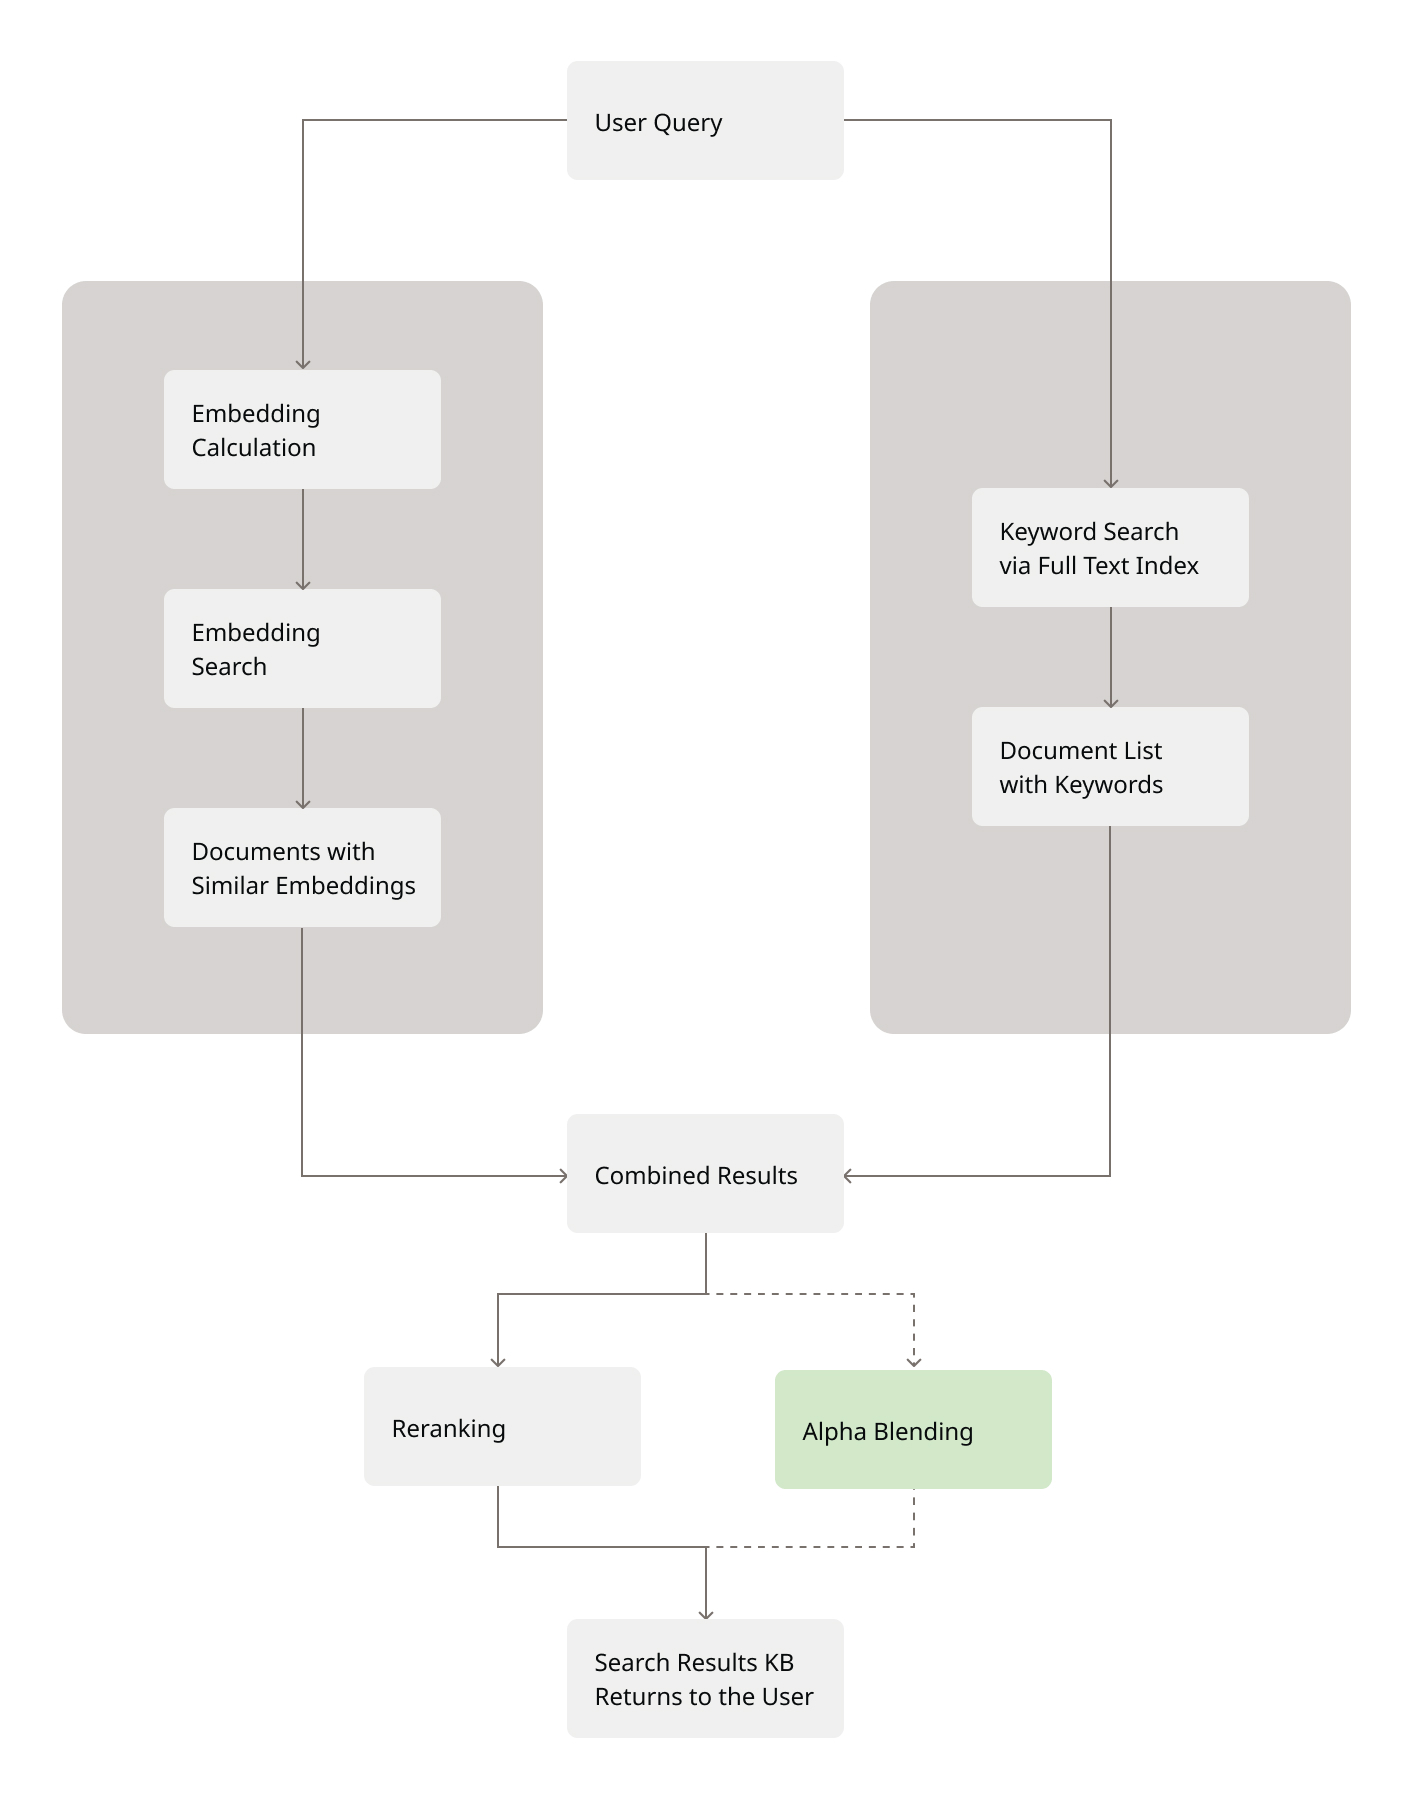 User Query
Embedding
Calculation
Embedding
Search
Documents with
Similar Embeddings
Keyword Search
via Full Text Index
Document List
with Keywords
Combined Results
Reranking
Alpha Blending
Search Results KB
Returns to the User